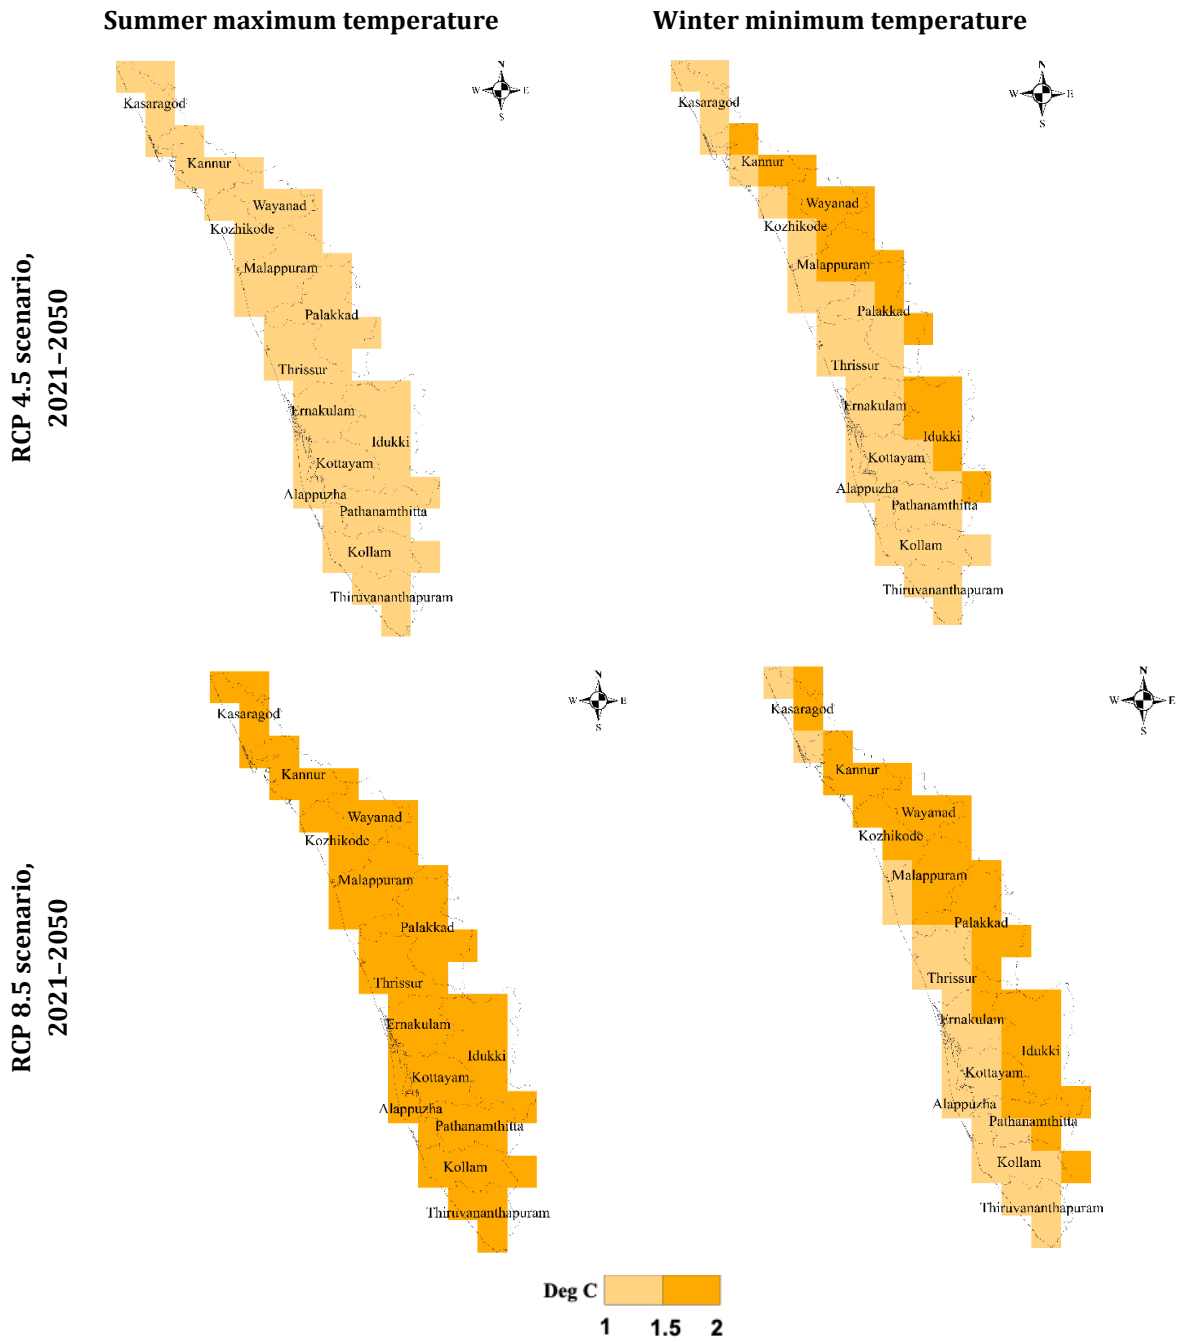 Summer maximum temperature
Winter minimum temperature
RCP 4.5 scenario,
2021–2050
N
W E
S
Kasaragod
Kannur
Wayanad
Kozhikode
Malappuram
Palakkad
Thrissur
Ernakulam
Idukki
Kottayam
Alappuzha
Pathanamthitta
Kollam
Thiruvananthapuram
N
W E
S
Kasaragod
Kannur
Wayanad
Kozhikode
Malappuram
Palakkad
Thrissur
Ernakulam
Idukki
Kottayam
Alappuzha
Pathanamthitta
Kollam
Thiruvananthapuram
RCP 8.5 scenario,
2021–2050
N
W E
S
Kasaragod
Kannur
Wayanad
Kozhikode
Malappuram
Palakkad
Thrissur
Ernakulam
Idukki
Kottayam
Alappuzha
Pathanamthitta
Kollam
Thiruvananthapuram
N
W E
S
Kasaragod
Kannur
Wayanad
Kozhikode
Malappuram
Palakkad
Thrissur
Ernakulam
Idukki
Kottayam
Alappuzha
Pathanamthitta
Kollam
Thiruvananthapuram
Deg C
1 1.5 2